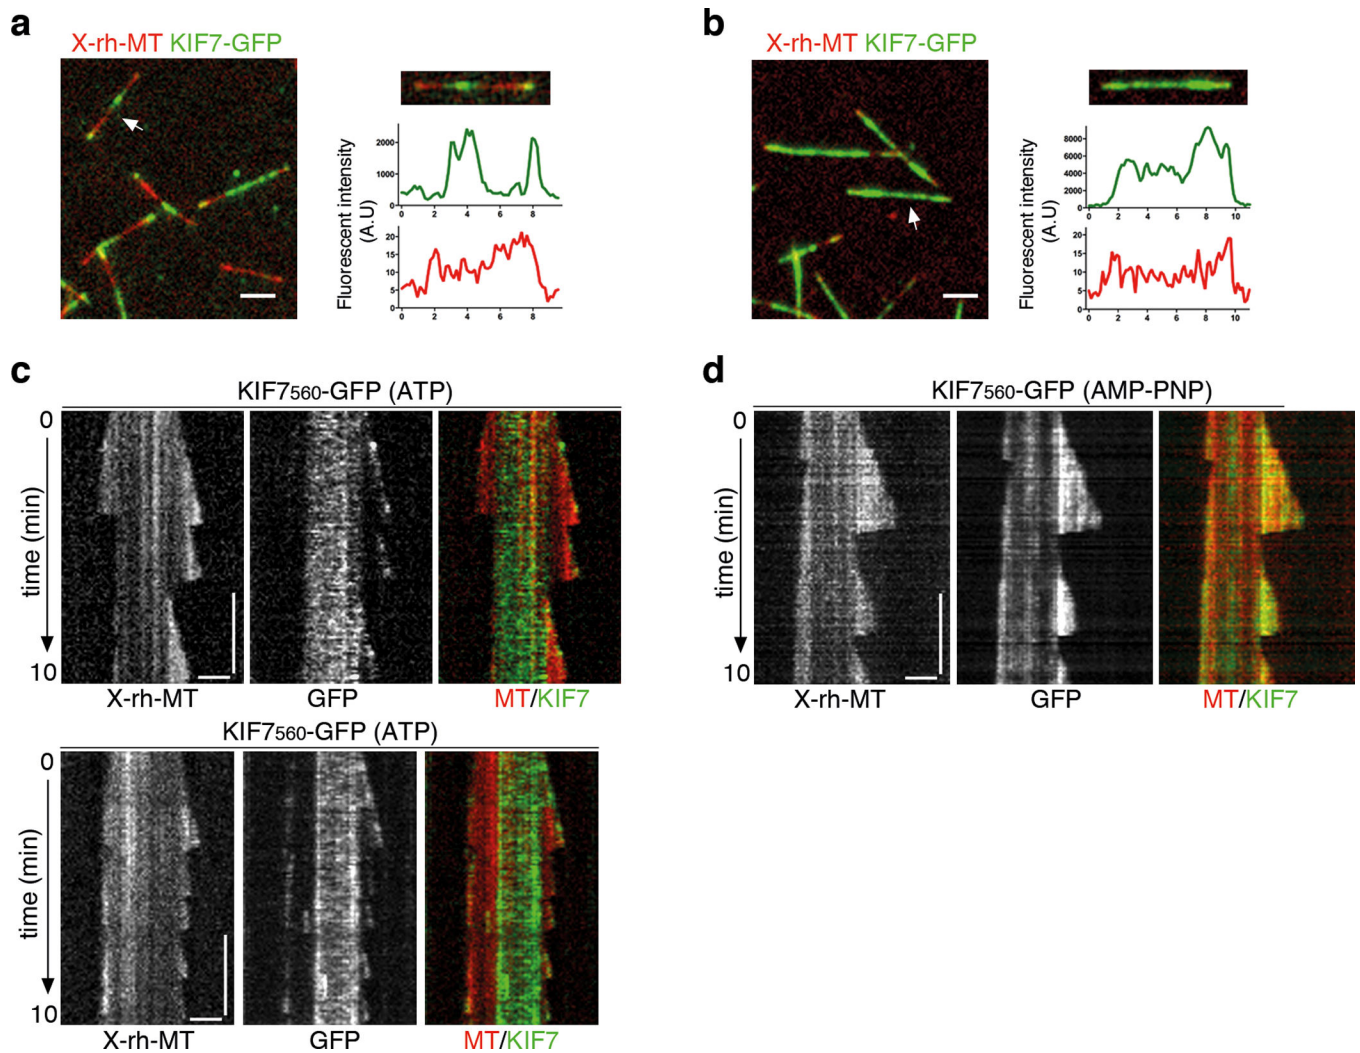 a
X-rh-MT KIF7-GFP
Fluorescent intensity
(A.U)
2000
1000
0
0 2 4 6 8
20
15
10
5
0
0 2 4 6 8
b
X-rh-MT KIF7-GFP
Fluorescent intensity
(A.U)
8000
6000
4000
2000
0
0 2 4 6 8 10
20
15
10
5
0
0 2 4 6 8 10
c
KIF7560-GFP (ATP)
0
time (min)
10
X-rh-MT GFP MT/KIF7
KIF7560-GFP (ATP)
0
time (min)
10
X-rh-MT GFP MT/KIF7
d
KIF7560-GFP (AMP-PNP)
0
time (min)
10
X-rh-MT GFP MT/KIF7